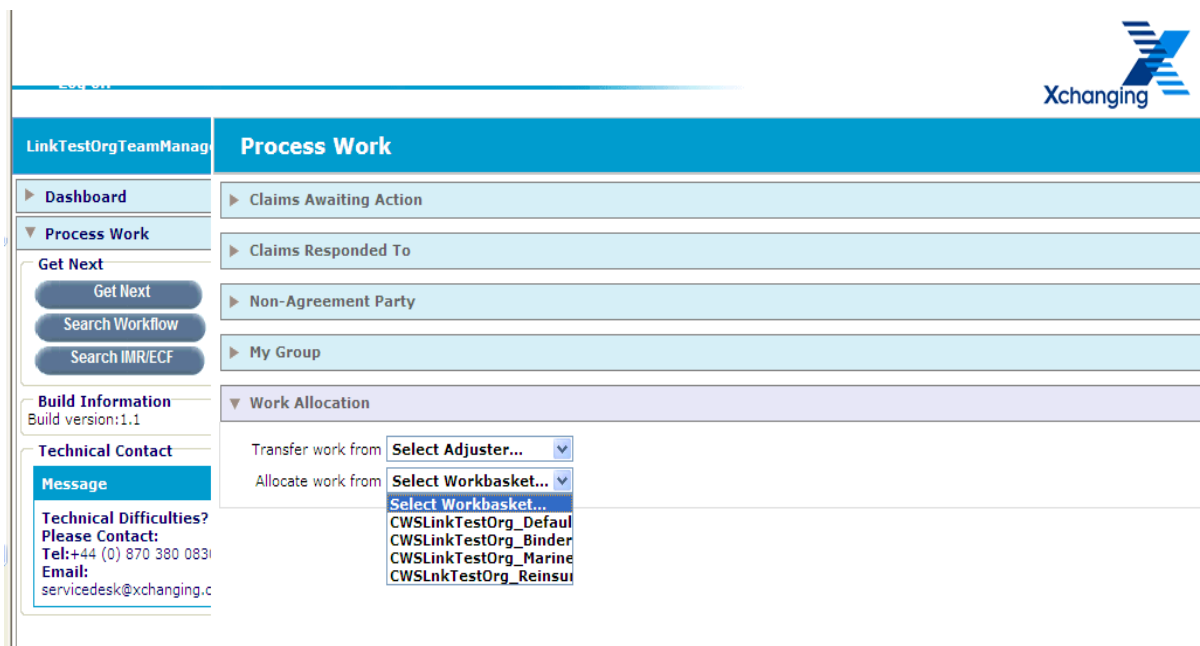 Xchanging
LinkTestOrgTeamManag
Process Work
Dashboard
Process Work
Get Next
Get Next
Search Workflow
Search IMR/ECF
Build Information
Build version:1.1
Technical Contact
Message
Technical Difficulties?
Please Contact:
Tel:+44 (0) 870 380 083
Email:
servicedesk@xchanging.c
Claims Awaiting Action
Claims Responded To
Non-Agreement Party
My Group
Work Allocation
Transfer work from Select Adjuster...
Allocate work from Select Workbasket...
Select Workbasket...
CWSLinkTestOrg_Defaul
CWSLinkTestOrg_Binder
CWSLinkTestOrg_Marine
CWSLnkTestOrg_Reinsu